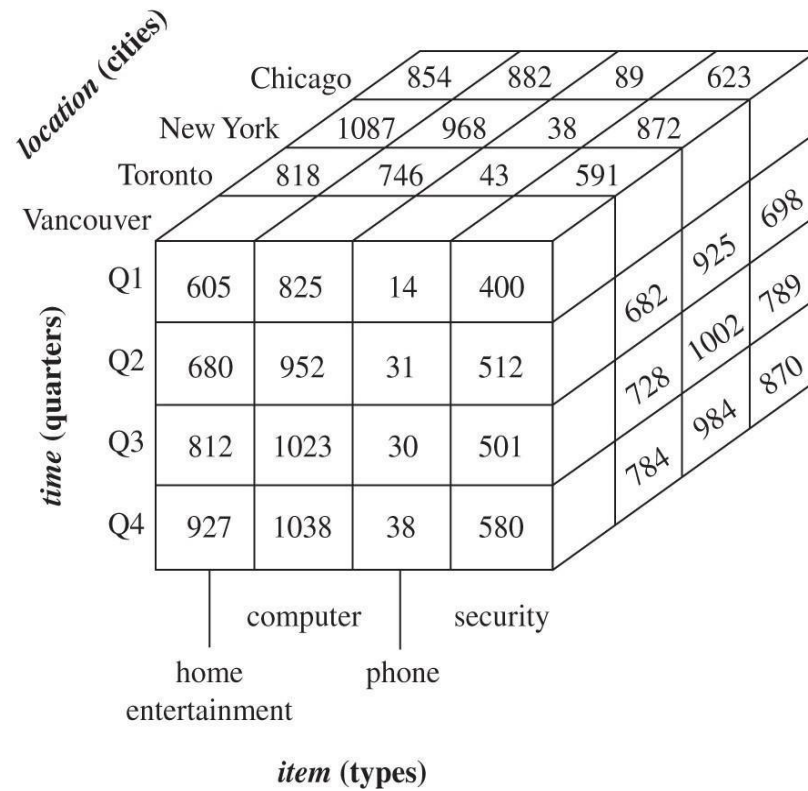 location (cities)
Chicago 854 882 89 623
New York 1087 968 38 872
Toronto 818 746 43 591
Vancouver
Q1 605 825 14 400
Q2 680 952 31 512
Q3 812 1023 30 501
Q4 927 1038 38 580
682 925 698
728 1002 789
784 984 870
time (quarters)
computer security
home phone
entertainment
item (types)